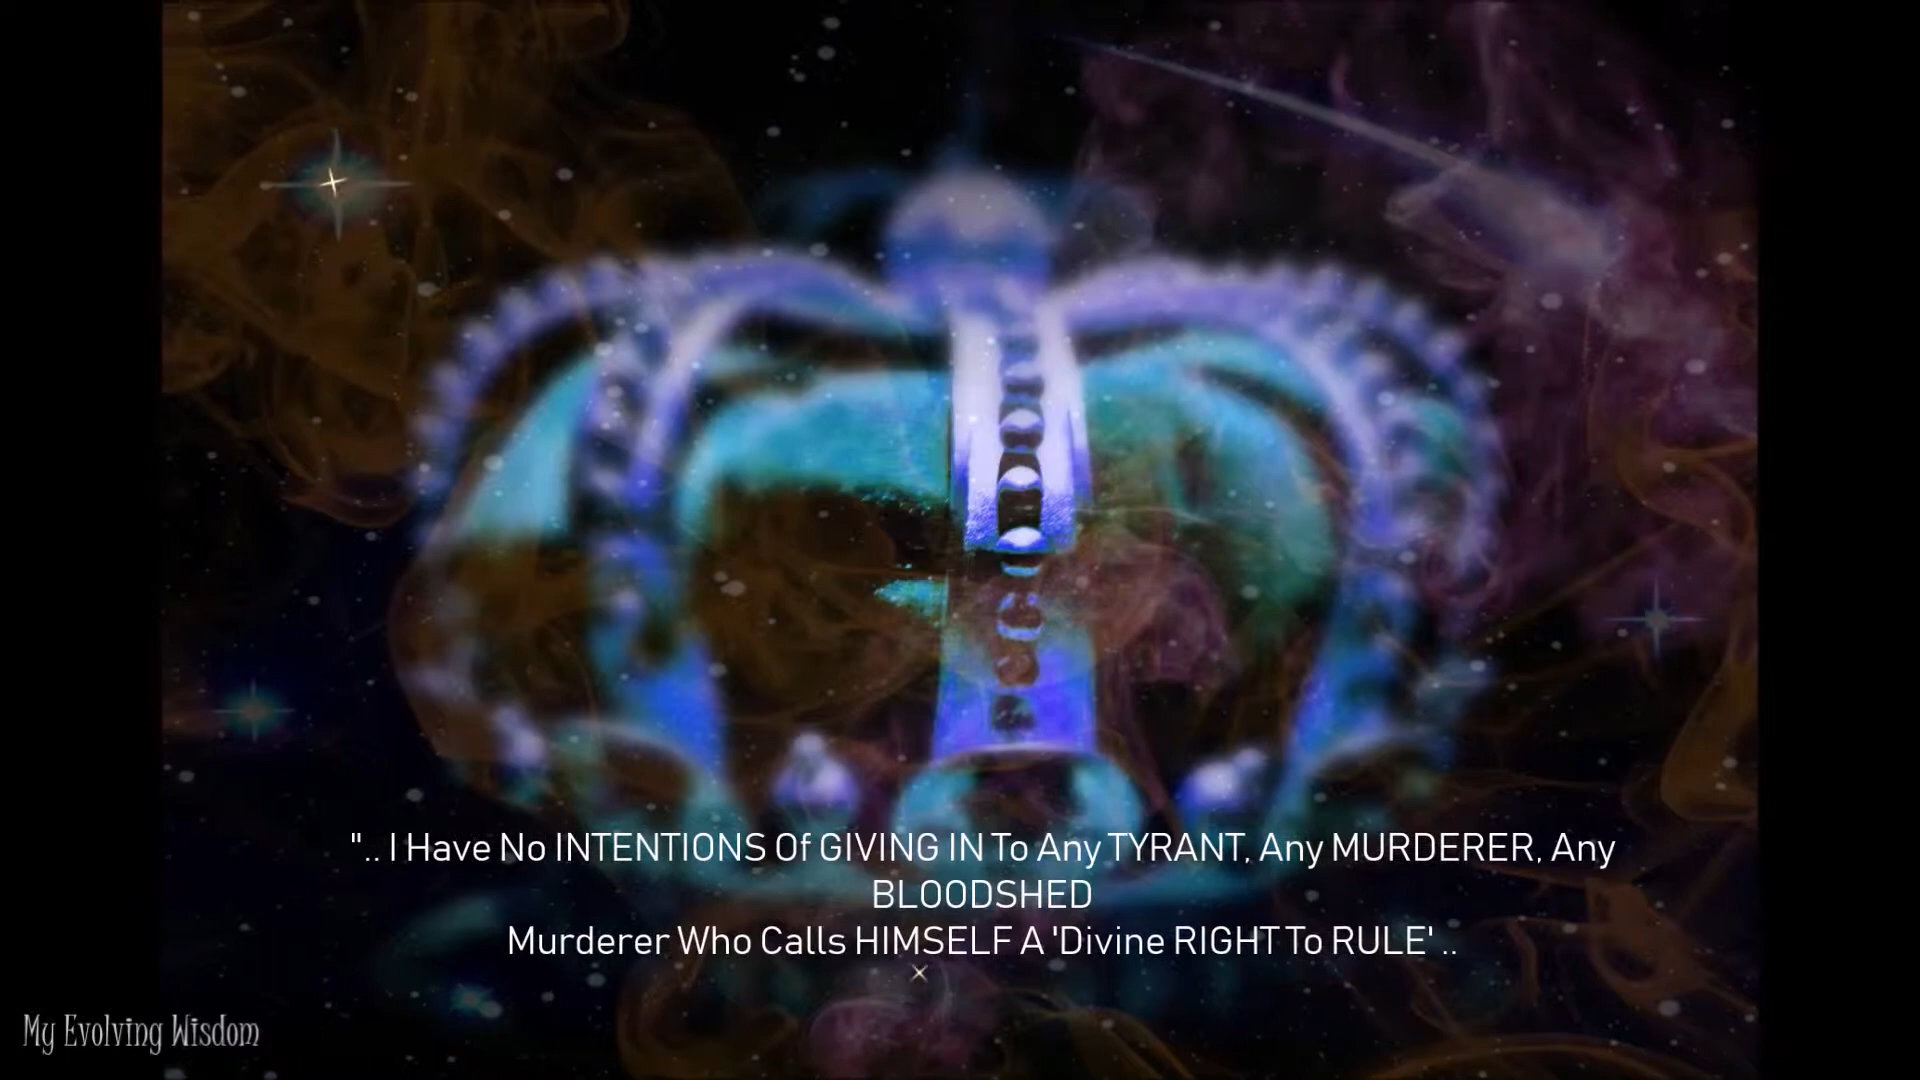 ".. I Have No INTENTIONS Of GIVING IN To Any TYRANT, Any MURDERER, Any
BLOODSHED
Murderer Who Calls HIMSELF A 'Divine RIGHT To RULE' ..
My Evolving Wisdom